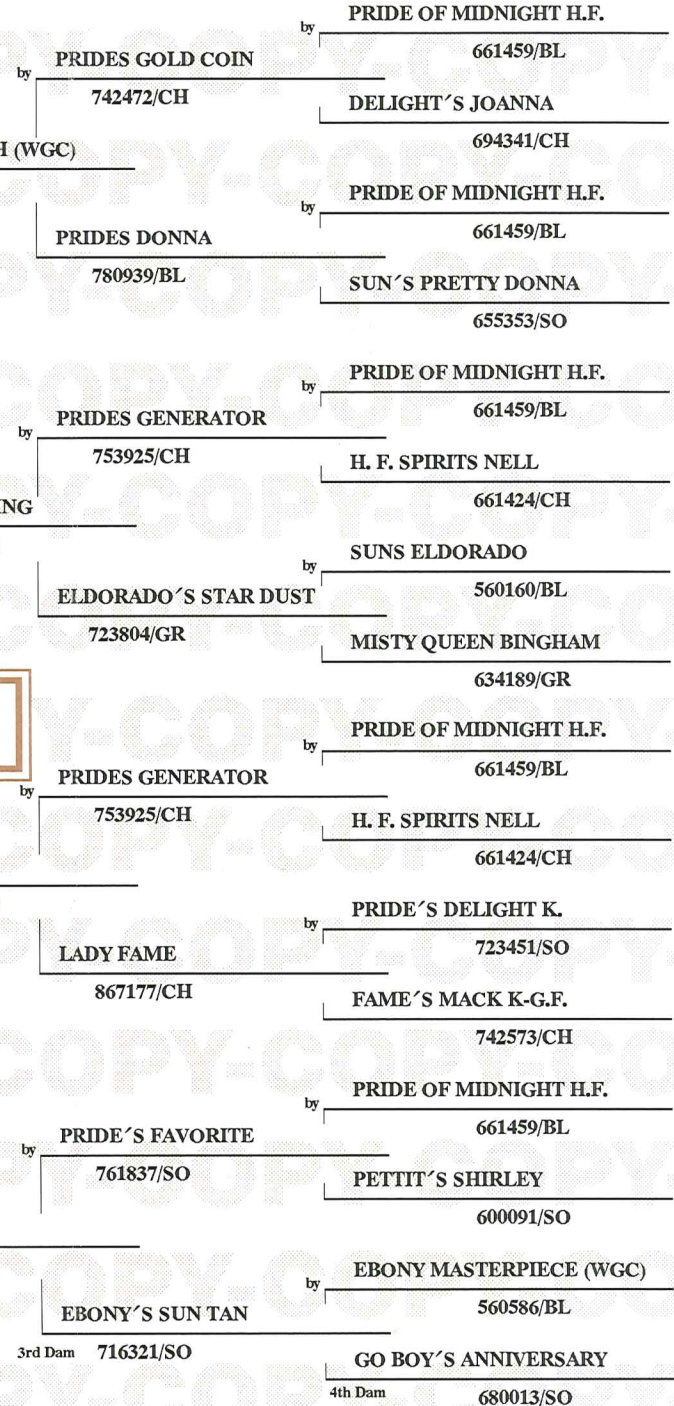 PRIDE OF MIDNIGHT H.F.
by
661459/BL
PRIDES GOLD COIN
by
742472/CH
DELIGHT´S JOANNA
694341/CH
H (WGC)
PRIDE OF MIDNIGHT H.F.
by
661459/BL
PRIDES DONNA
780939/BL
SUN´S PRETTY DONNA
655353/SO
PRIDE OF MIDNIGHT H.F.
by
661459/BL
PRIDES GENERATOR
by
753925/CH
H. F. SPIRITS NELL
661424/CH
NG
SUNS ELDORADO
by
560160/BL
ELDORADO´S STAR DUST
723804/GR
MISTY QUEEN BINGHAM
634189/GR
PRIDE OF MIDNIGHT H.F.
by
661459/BL
PRIDES GENERATOR
by
753925/CH
H. F. SPIRITS NELL
661424/CH
PRIDE´S DELIGHT K.
by
723451/SO
LADY FAME
867177/CH
FAME´S MACK K-G.F.
742573/CH
PRIDE OF MIDNIGHT H.F.
by
661459/BL
PRIDE´S FAVORITE
by
761837/SO
PETTIT´S SHIRLEY
600091/SO
EBONY MASTERPIECE (WGC)
by
560586/BL
EBONY´S SUN TAN
3rd Dam 716321/SO
GO BOY´S ANNIVERSARY
4th Dam 680013/SO
COPY-COPY-COPY